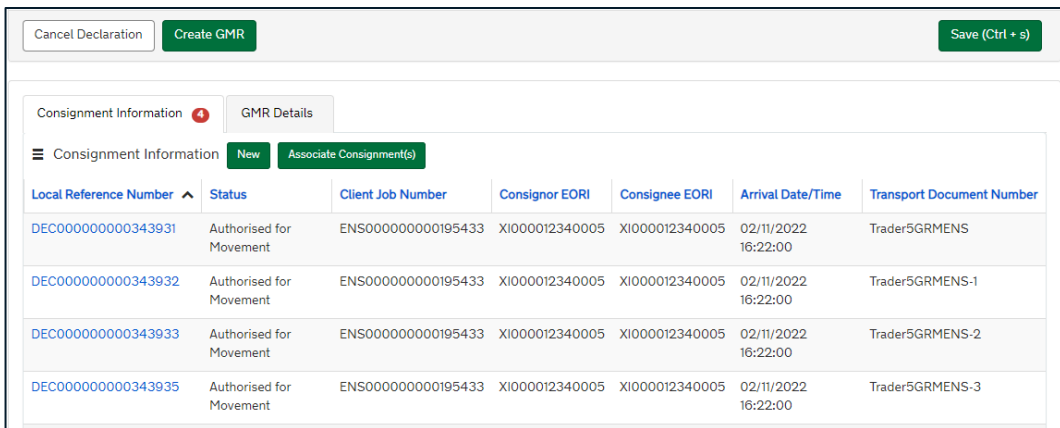 Cancel Declaration Create GMR Save (Ctrl + s)
Consignment Information 4 GMR Details
Consignment Information New Associate Consignment(s)
Local Reference Number Status Client Job Number Consignor EORI Consignee EORI Arrival Date/Time Transport Document Number
DEC000000000343931 Authorised for ENS000000000195433 XI000012340005 XI000012340005 02/11/2022 Trader5GRMENS
Movement 16:22:00
DEC000000000343932 Authorised for ENS000000000195433 XI000012340005 XI000012340005 02/11/2022 Trader5GRMENS-1
Movement 16:22:00
DEC000000000343933 Authorised for ENS000000000195433 XI000012340005 XI000012340005 02/11/2022 Trader5GRMENS-2
Movement 16:22:00
DEC000000000343935 Authorised for ENS000000000195433 XI000012340005 XI000012340005 02/11/2022 Trader5GRMENS-3
Movement 16:22:00